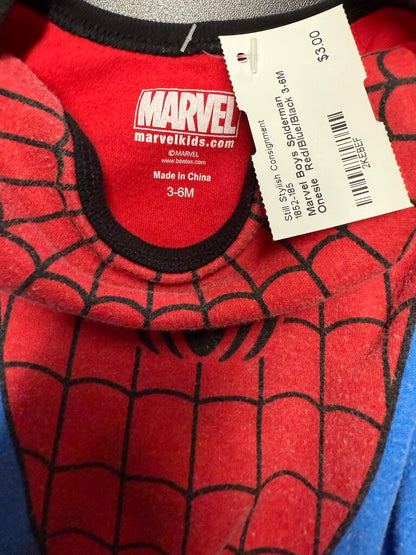 MARVEL
marvelkids.com
©MARVEL
www.bentex.com
Made in China
3-6M
$3.00
Still Stylish Consignment
1852-185
Marvel Boys Spiderman 3-6M
Onesie Red/Blue/Black
2KEBEF